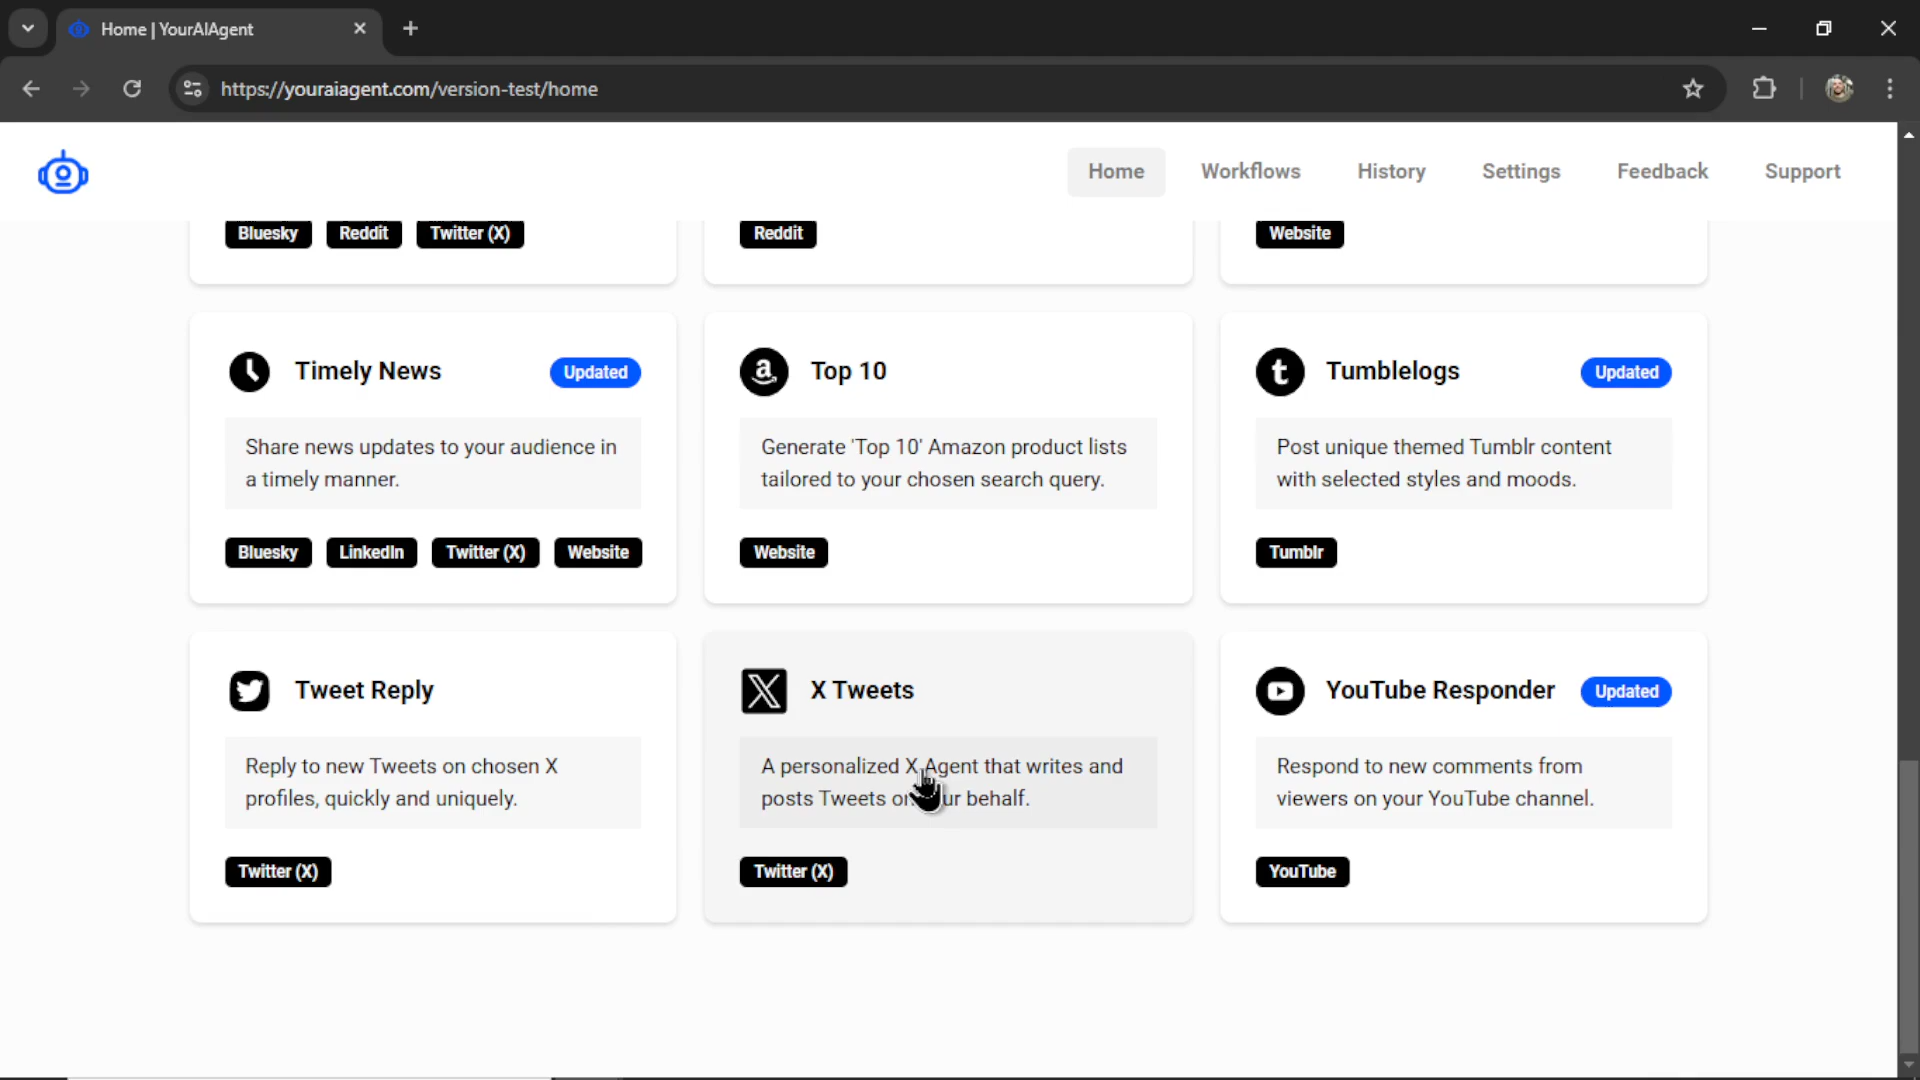 Home | YourAIAgent
https://youraiagent.com/version-test/home
Home Workflows History Settings Feedback Support
Bluesky Reddit Twitter (X)
Reddit
Website
Timely News Updated
Share news updates to your audience in
a timely manner.
Bluesky LinkedIn Twitter (X) Website
Top 10
Generate 'Top 10' Amazon product lists
tailored to your chosen search query.
Website
Tumblelogs Updated
Post unique themed Tumblr content
with selected styles and moods.
Tumblr
Tweet Reply
Reply to new Tweets on chosen X
profiles, quickly and uniquely.
Twitter (X)
X Tweets
A personalized X Agent that writes and
posts Tweets on your behalf.
Twitter (X)
YouTube Responder Updated
Respond to new comments from
viewers on your YouTube channel.
YouTube